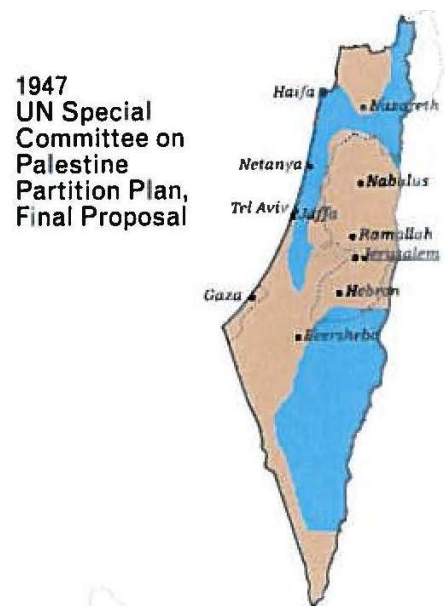 1947
UN Special
Committee on
Palestine
Partition Plan,
Final Proposal
Haifa
Nazareth
Netanya
Nabalus
Tel Aviv
Jaffa
Ramallah
Jerusalem
Gaza
Hebron
Beersheba